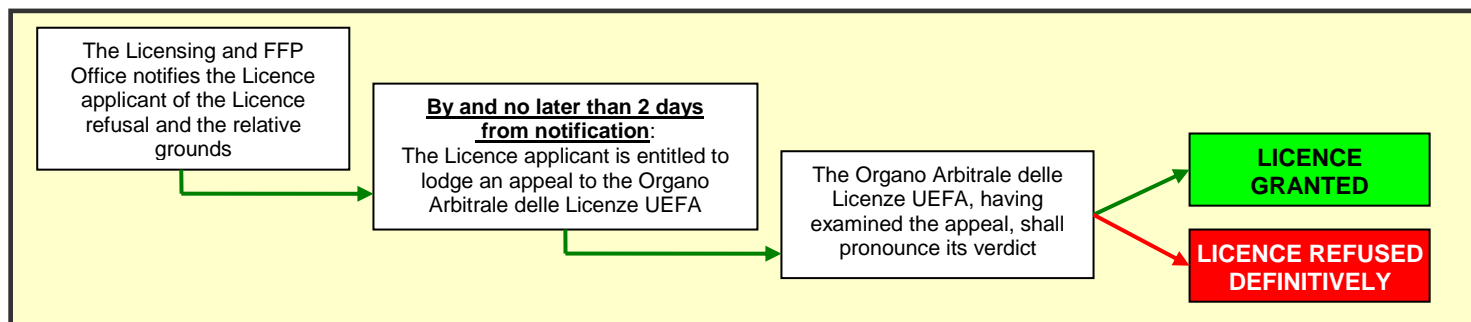 The Licensing and FFP
Office notifies the Licence
applicant of the Licence
refusal and the relative
grounds
By and no later than 2 days
from notification:
The Licence applicant is entitled to
lodge an appeal to the Organo
Arbitrale delle Licenze UEFA
The Organo Arbitrale delle
Licenze UEFA, having
examined the appeal, shall
pronounce its verdict
LICENCE
GRANTED
LICENCE REFUSED
DEFINITIVELY